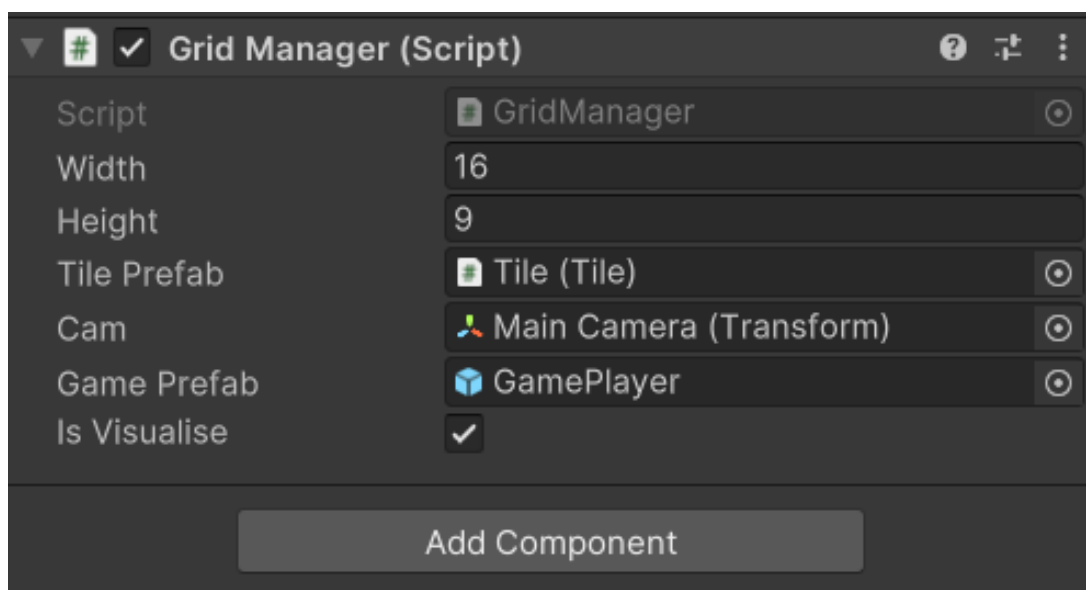 Grid Manager (Script)
Script GridManager
Width 16
Height 9
Tile Prefab Tile (Tile)
Cam Main Camera (Transform)
Game Prefab GamePlayer
Is Visualise
Add Component